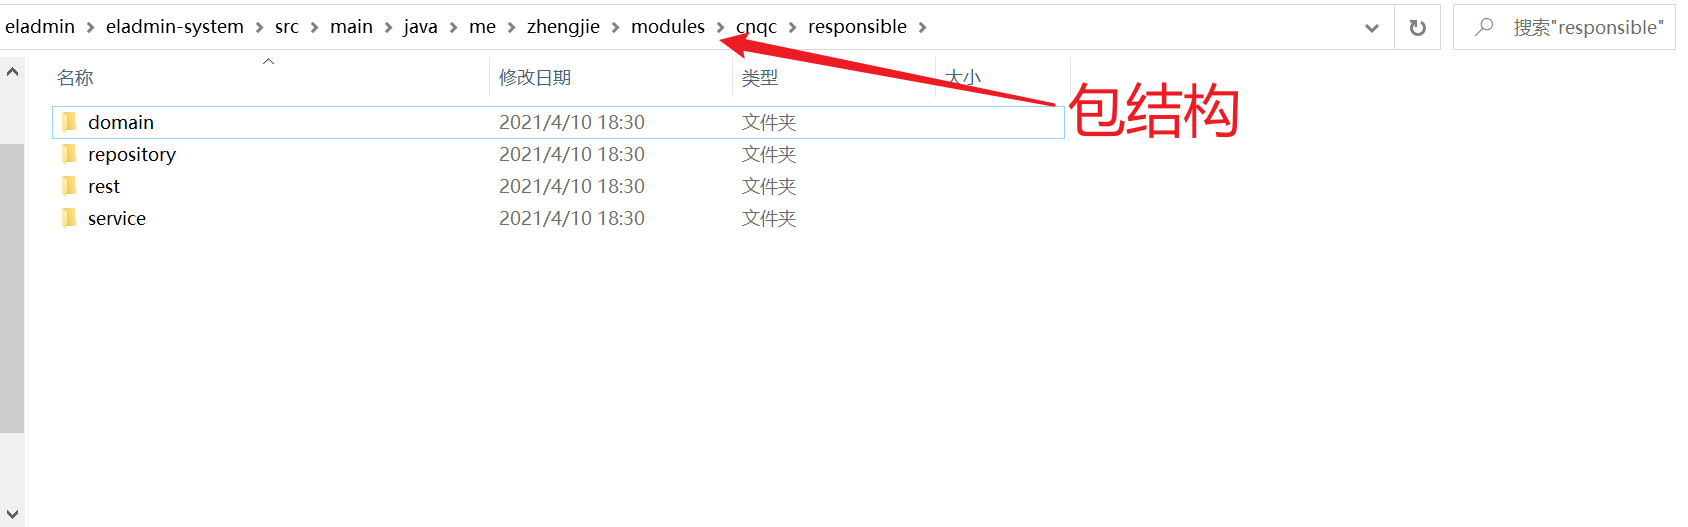 eladmin > eladmin-system > src > main > java > me > zhengjie > modules > cnqc > responsible >
搜索"responsible"
名称 修改日期 类型 大小
包结构
domain 2021/4/10 18:30 文件夹
repository 2021/4/10 18:30 文件夹
rest 2021/4/10 18:30 文件夹
service 2021/4/10 18:30 文件夹